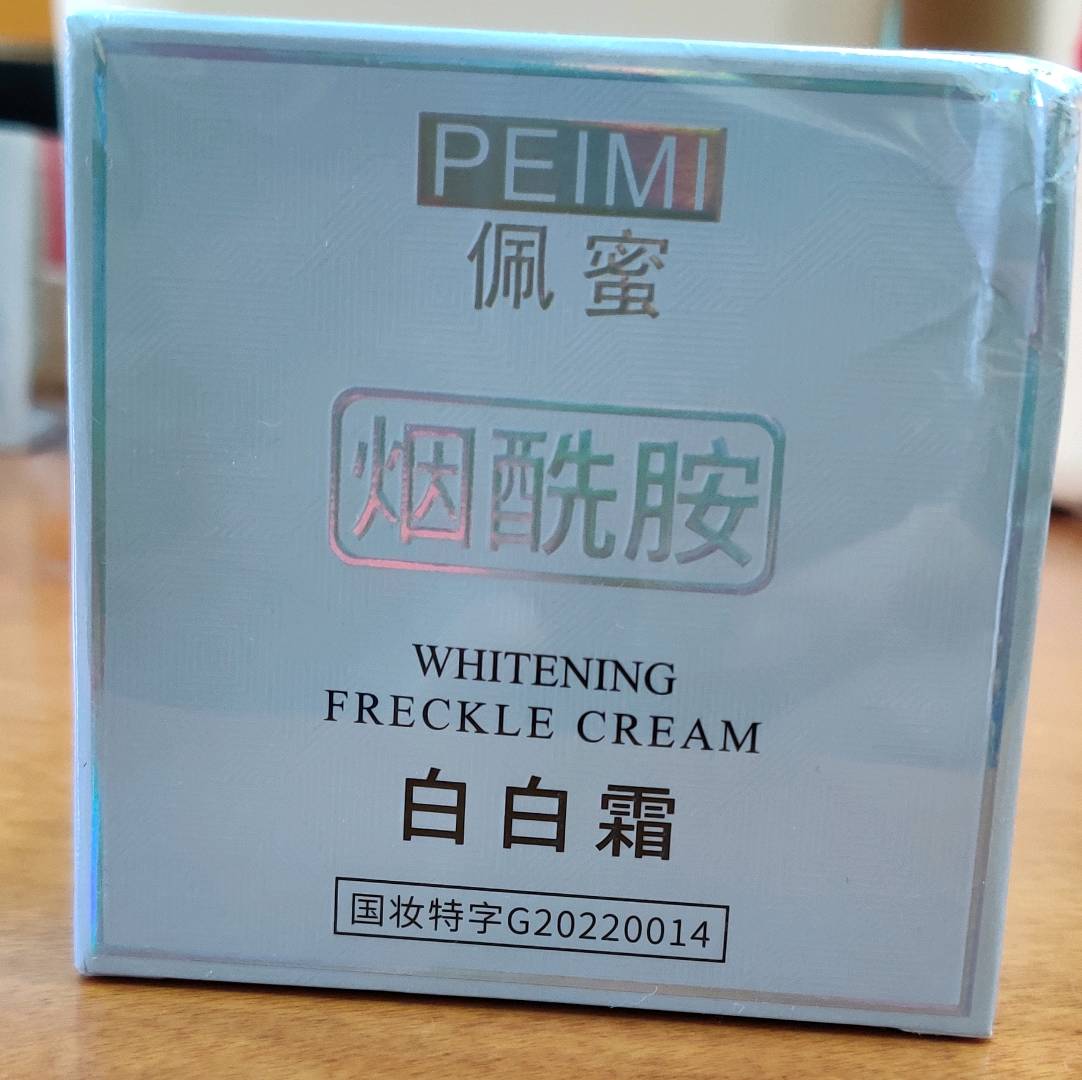 PEIMI
佩蜜
烟酰胺
WHITENING
FRECKLE CREAM
白白霜
国妆特字G20220014